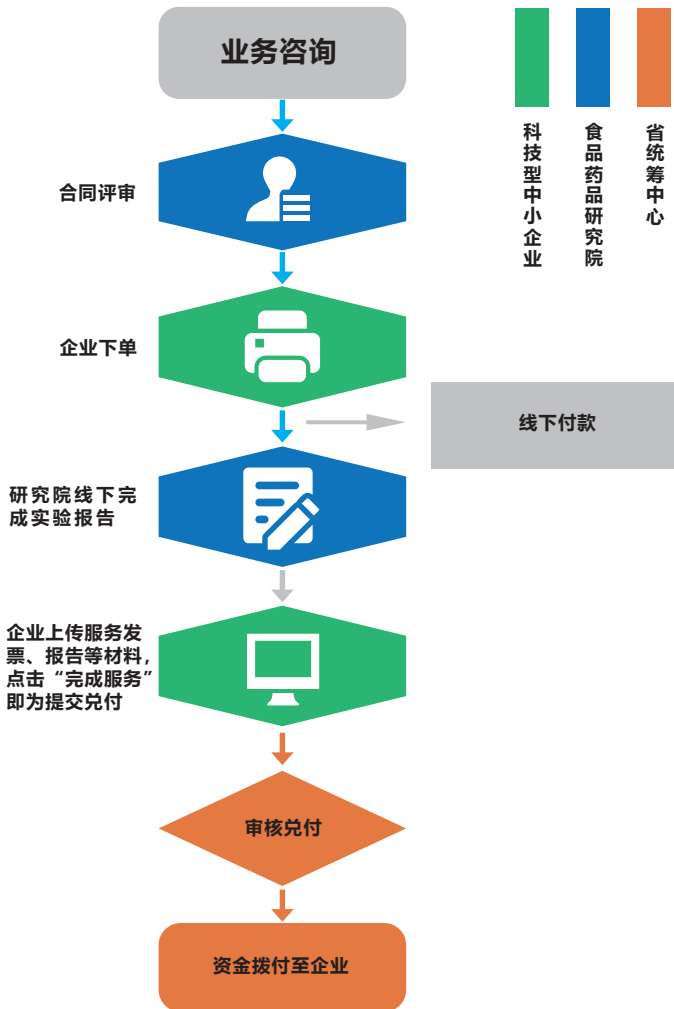 业务咨询
科技型中小企业
食品药品研究院
省统筹中心
合同评审
企业下单
线下付款
研究院线下完
成实验报告
企业上传服务发
票、报告等材料，
点击“完成服务”
即为提交兑付
审核兑付
资金拨付至企业